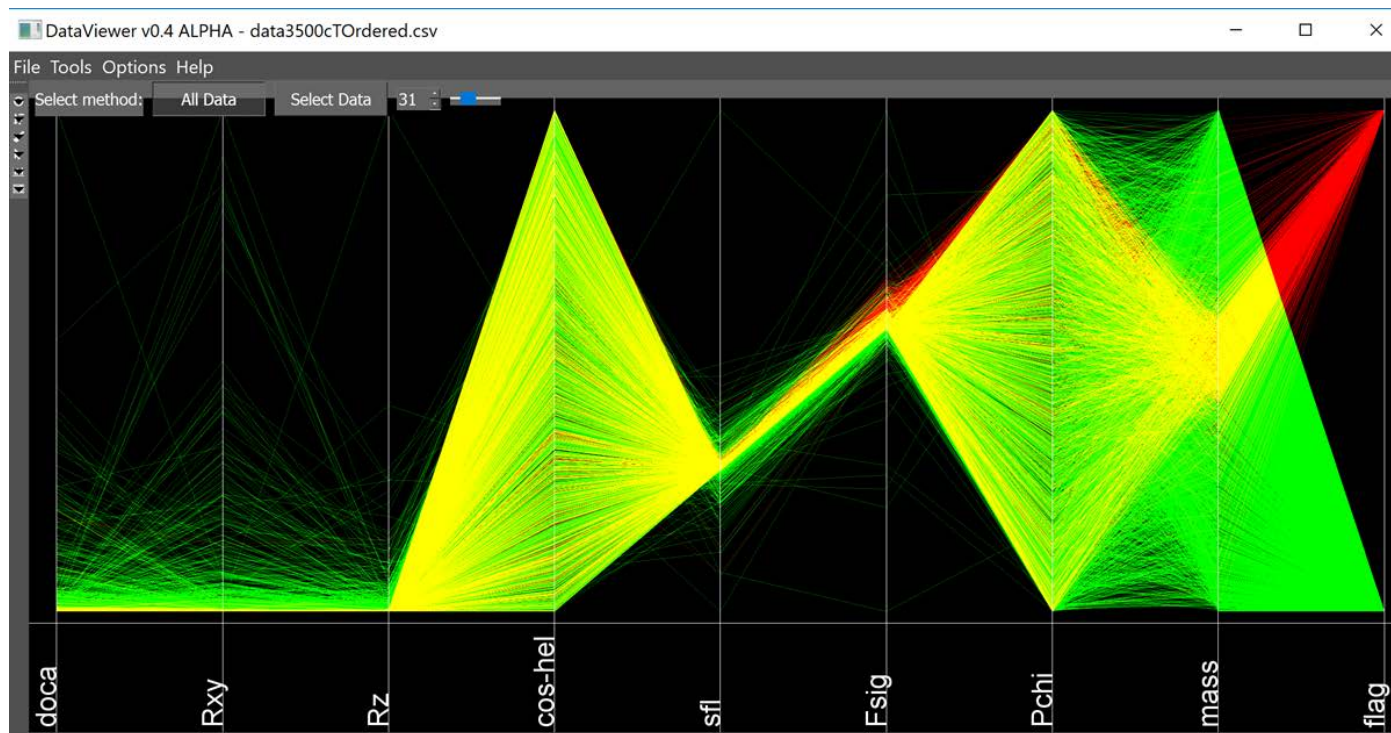 DataViewer v0.4 ALPHA - data3500cTOrdered.csv
File Tools Options Help
Select method: All Data Select Data 31
doca Rxy Rz cos-hel sfl Fsig Pchi mass flag